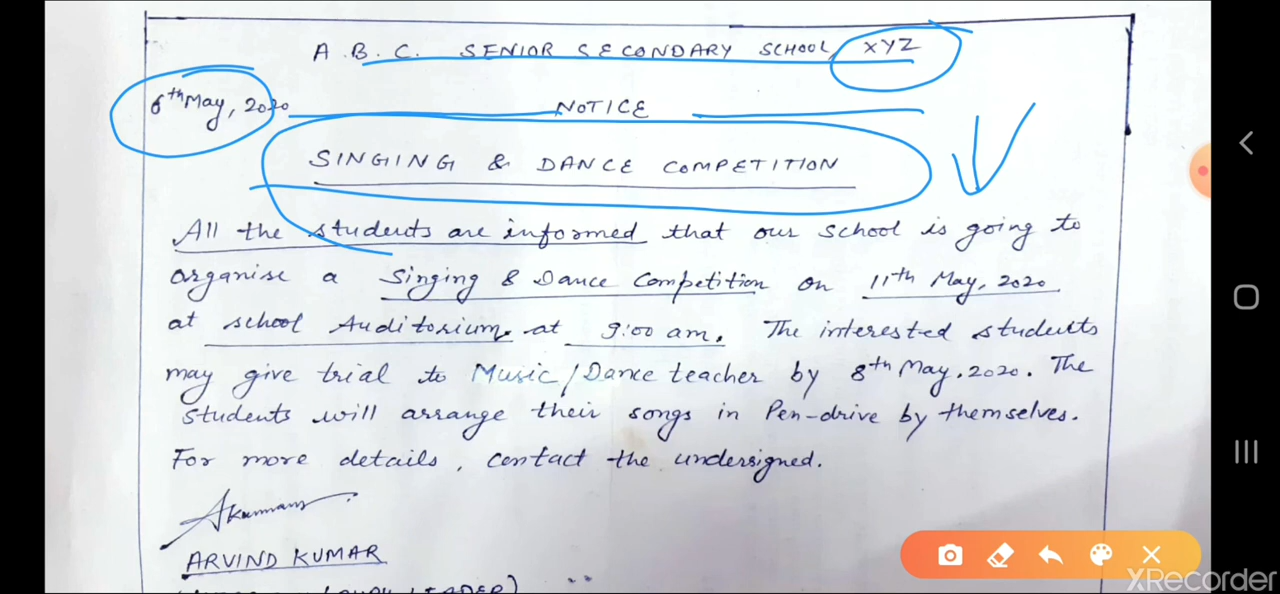 A.B.C. SENIOR SECONDARY SCHOOL, XYZ
6th May, 2020
NOTICE
SINGING & DANCE COMPETITION
All the students are informed that our school is going to
organise a Singing & Dance Competition on 11th May, 2020
at school Auditorium at 9:00 am. The interested students
may give trial to Music/Dance teacher by 8th May, 2020. The
students will arrange their songs in Pen-drive by themselves.
For more details, contact the undersigned.
Akumar
ARVIND KUMAR
LEADER)
XRecorder